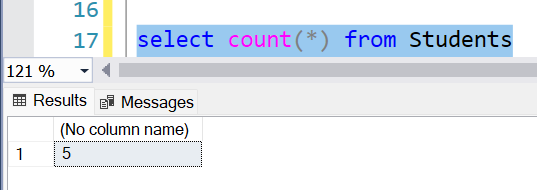 16
17 select count(*) from Students
121 %
Results Messages
(No column name)
1 5